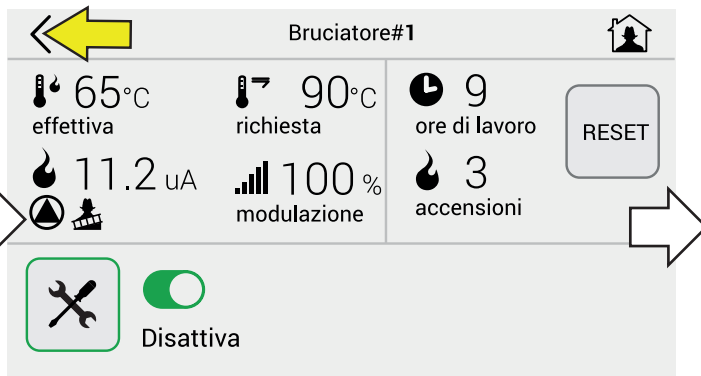 Bruciatore#1
65°C
effettiva
90°C
richiesta
9
ore di lavoro
RESET
11.2 uA
100 %
modulazione
3
accensioni
Disattiva